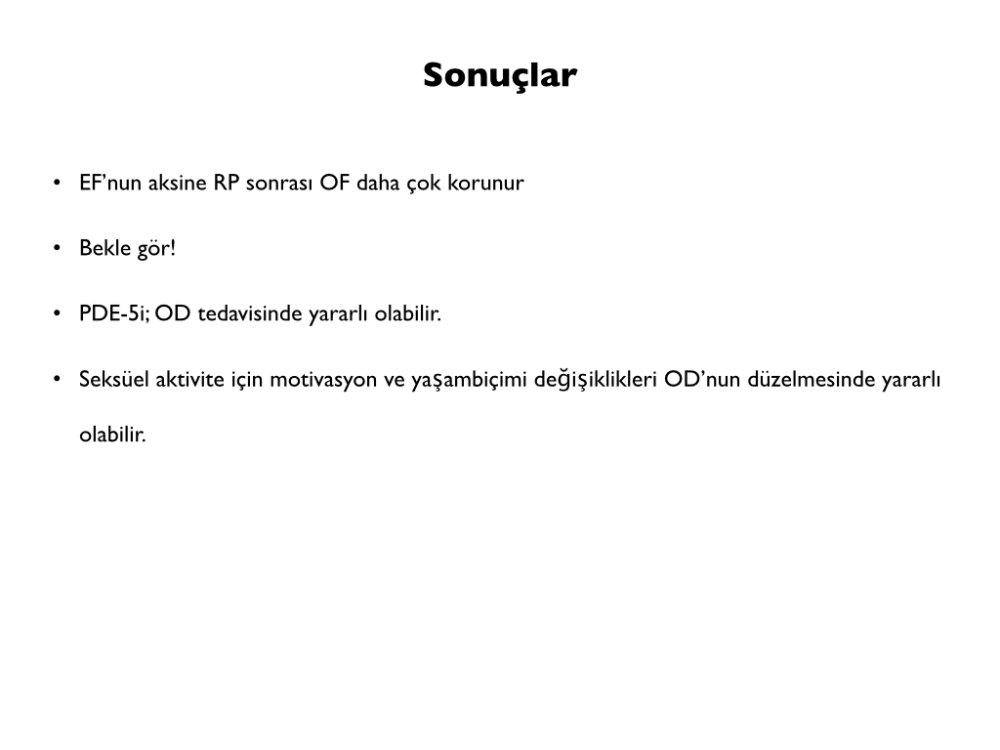 Sonuçlar
• EF’nun aksine RP sonrası OF daha çok korunur
• Bekle gör!
• PDE-5i; OD tedavisinde yararlı olabilir.
• Seksüel aktivite için motivasyon ve yaşambiçimi değişiklikleri OD’nun düzelmesinde yararlı
olabilir.